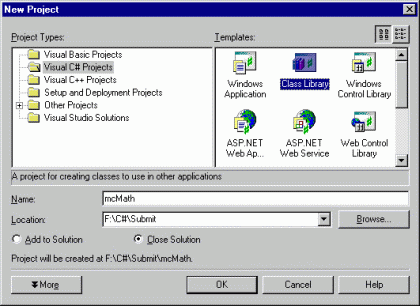 New Project
Project Types:
Templates:
Visual Basic Projects
Visual C# Projects
Visual C++ Projects
Setup and Deployment Projects
Other Projects
Visual Studio Solutions
Windows Application
Class Library
Windows Control Library
ASP.NET Web Ap...
ASP.NET Web Service
Web Control Library
A project for creating classes to use in other applications
Name:
mcMath
Location:
F:\C#\Submit
Browse...
Add to Solution
Close Solution
Project will be created at F:\C#\Submit\mcMath.
More
OK
Cancel
Help